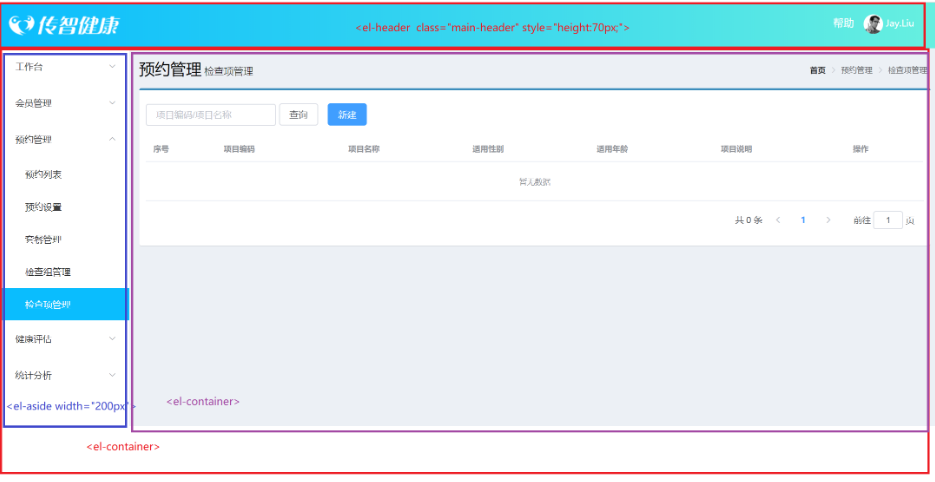 传智健康
<el-header class="main-header" style="height:70px;">
帮助 Jay.Liu
工作台
会员管理
预约管理
预约列表
预约设置
套餐管理
检查组管理
检查项管理
健康评估
统计分析
<el-aside width="200px">
预约管理 检查项管理
首页 > 预约管理 > 检查项管理
项目编码/项目名称 查询 新建
序号 项目编码 项目名称 适用性别 适用年龄 项目说明 操作
暂无数据
共 0 条 < 1 > 前往 1 页
<el-container>
<el-container>